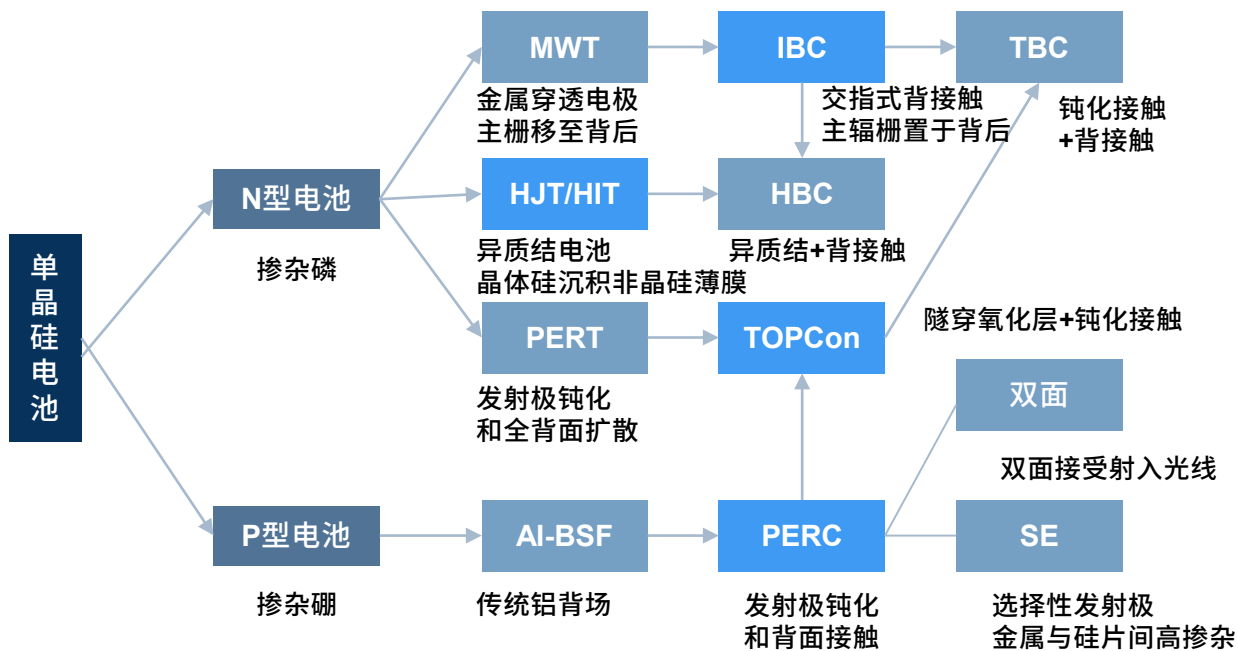 MWT
IBC
TBC
金属穿透电极
主栅移至背后
交指式背接触
主辐栅置于背后
钝化接触
+背接触
N型电池
HJT/HIT
HBC
掺杂磷
异质结电池
晶体硅沉积非晶硅薄膜
异质结+背接触
单
晶
硅
电
池
PERT
TOPCon
隧穿氧化层+钝化接触
发射极钝化
和全背面扩散
双面
双面接受射入光线
P型电池
AI-BSF
PERC
SE
掺杂硼
传统铝背场
发射极钝化
和背面接触
选择性发射极
金属与硅片间高掺杂